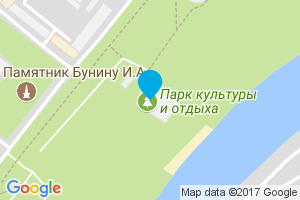 Памятник Бунину И.А.
Парк культуры
и отдыха
Google
Map data ©2017 Google